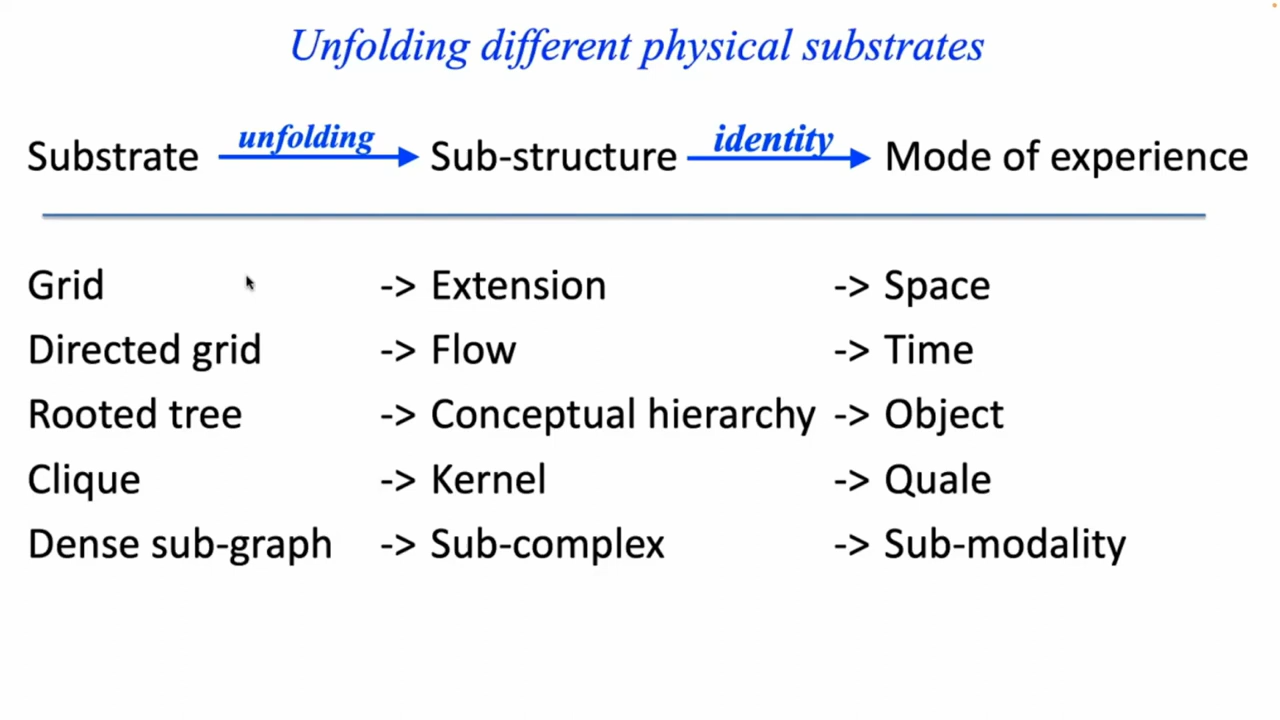 Unfolding different physical substrates
Substrate unfolding Sub-structure identity Mode of experience
Grid -> Extension -> Space
Directed grid -> Flow -> Time
Rooted tree -> Conceptual hierarchy -> Object
Clique -> Kernel -> Quale
Dense sub-graph -> Sub-complex -> Sub-modality